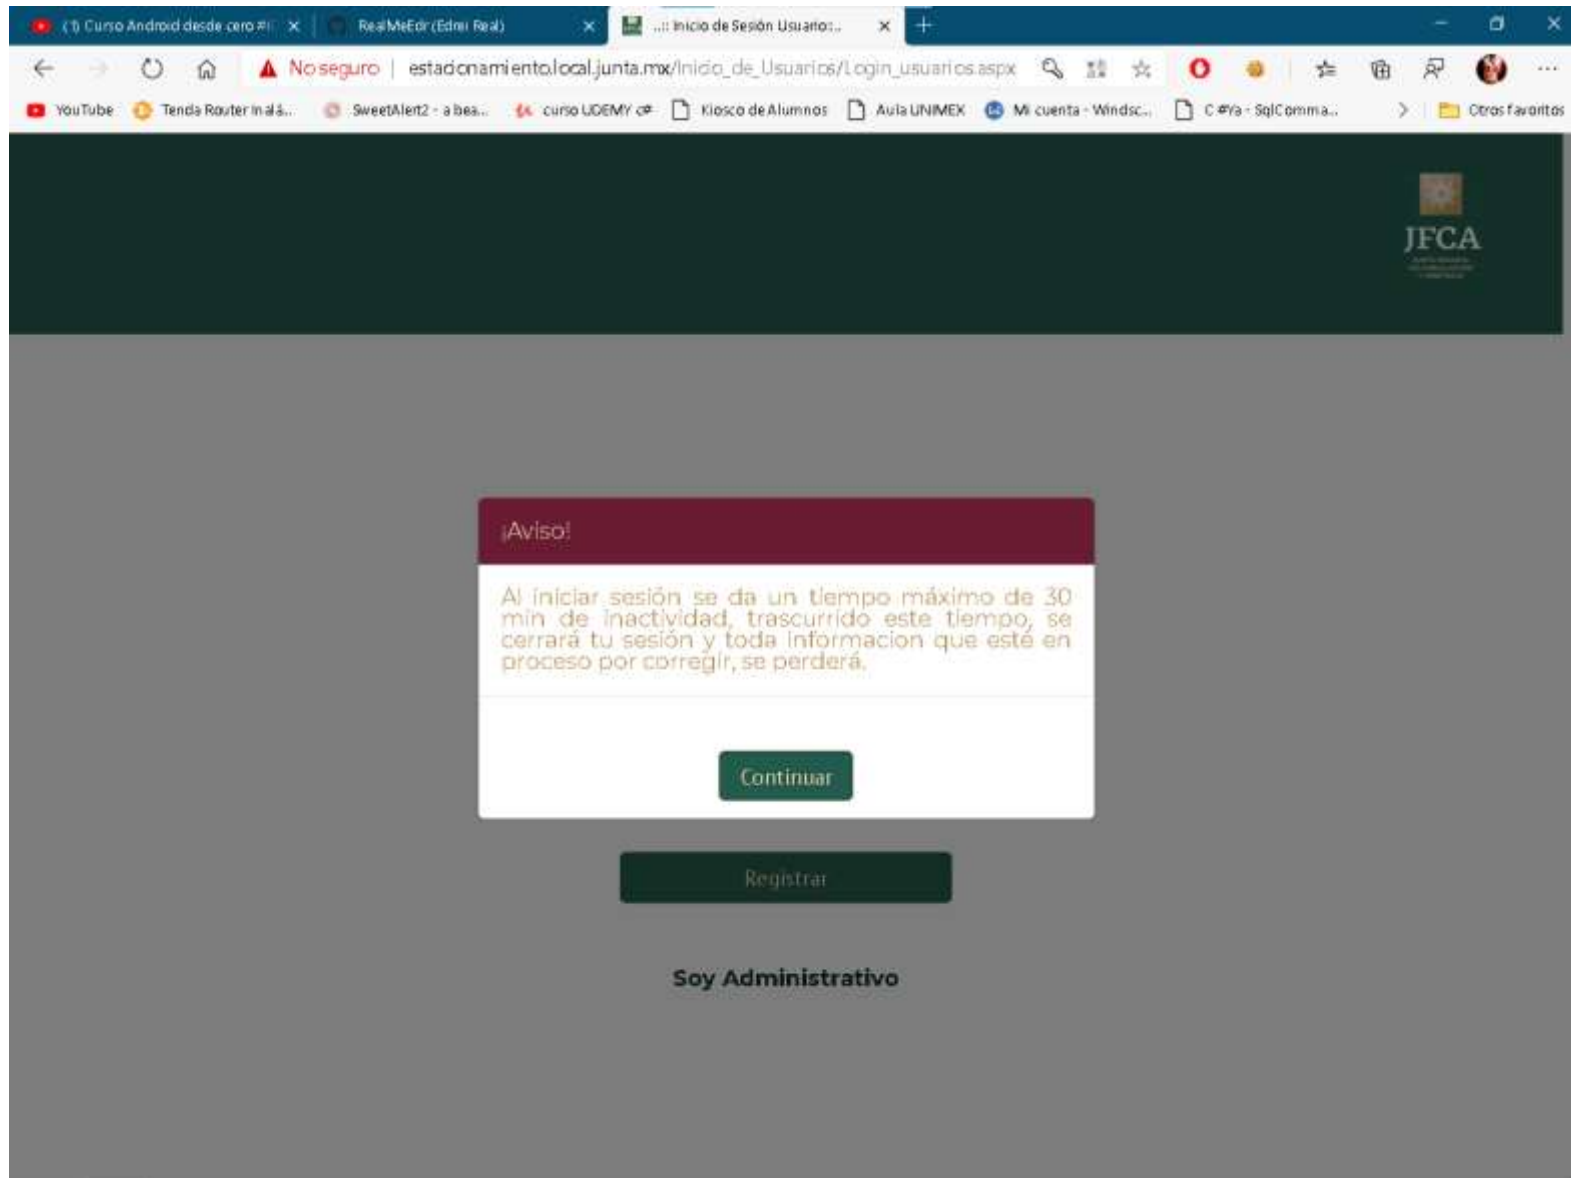 (1) Curso Android desde cero #
RealMeEdr (Edrei Real)
..:: Inicio de Sesión Usuario::..
No seguro | estacionamiento.local.junta.mx/Inicio_de_Usuarios/Login_usuarios.aspx
YouTube
Tenda Router Inalá...
SweetAlert2 - a bea...
curso UDEMY c#
Kiosco de Alumnos
Aula UNIMEX
Mi cuenta - Windsc...
C #Ya - SqlComma...
Otros favoritos
JFCA
¡Aviso!
Al iniciar sesión se da un tiempo máximo de 30
min de inactividad, trascurrido este tiempo, se
cerrará tu sesión y toda informacion que esté en
proceso por corregir, se perderá.
Continuar
Registrar
Soy Administrativo